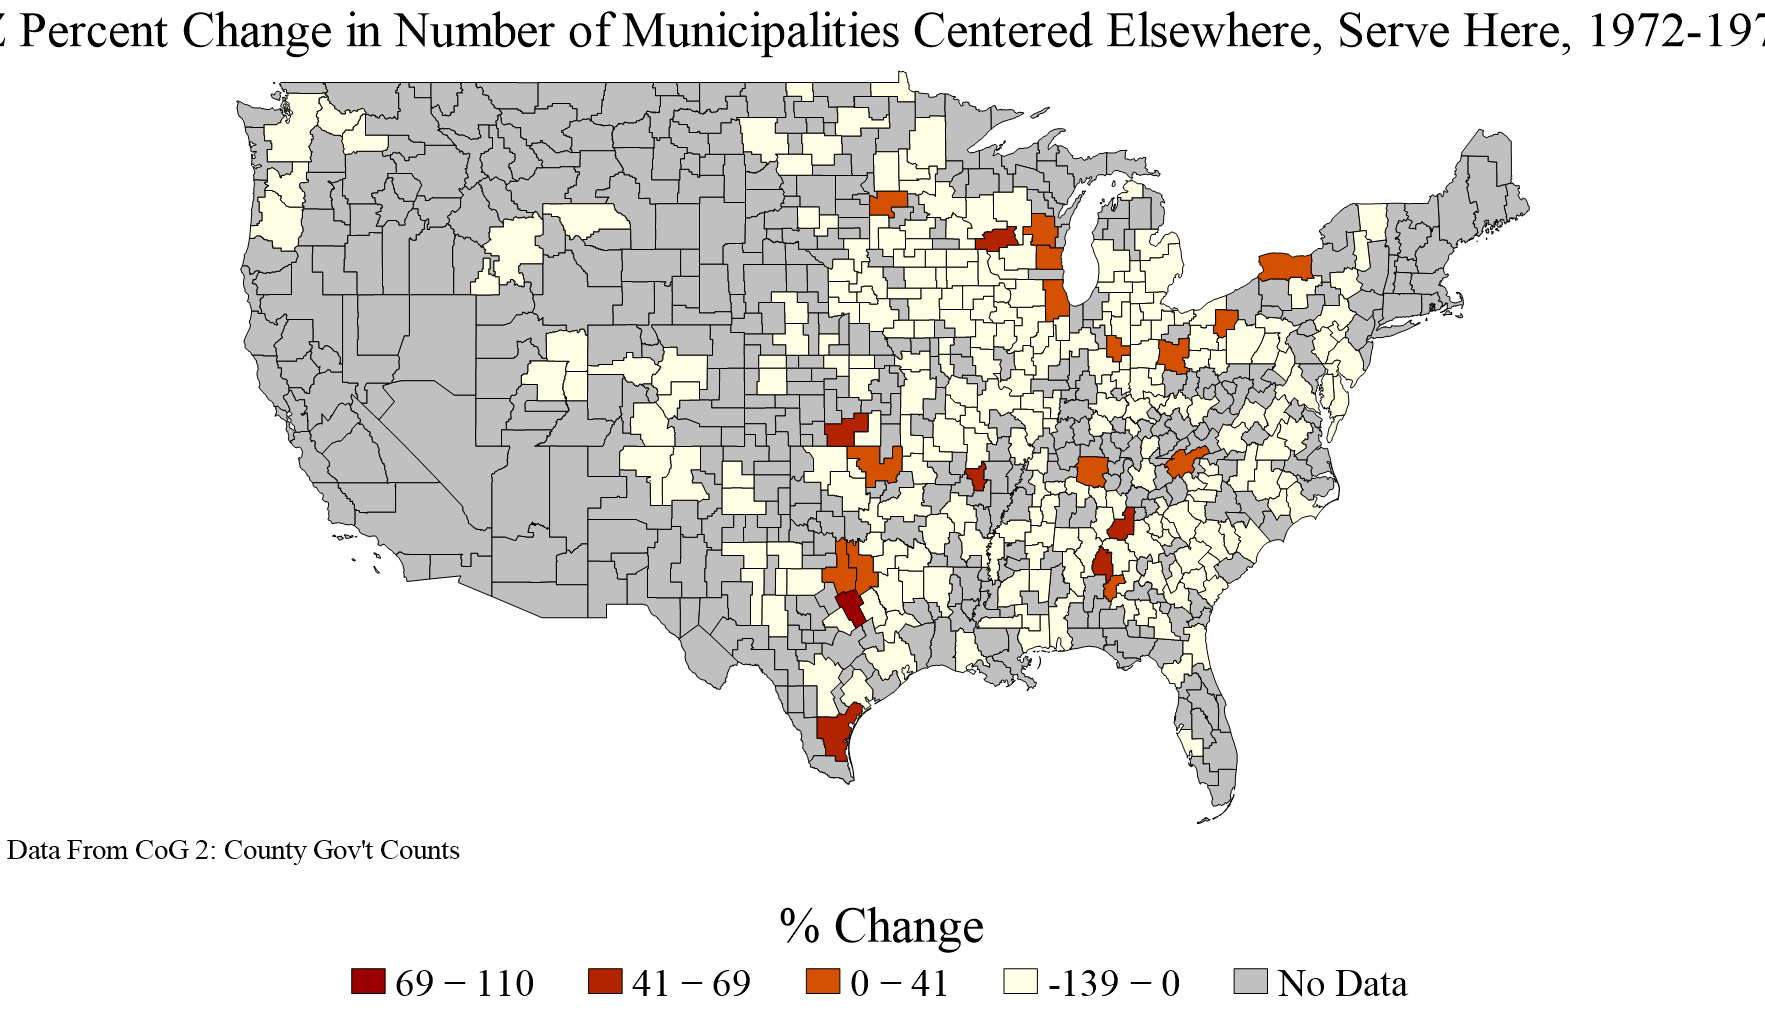 Percent Change in Number of Municipalities Centered Elsewhere, Serve Here, 1972-197
Data From CoG 2: County Gov't Counts
% Change
69 – 110
41 – 69
0 – 41
-139 – 0
No Data